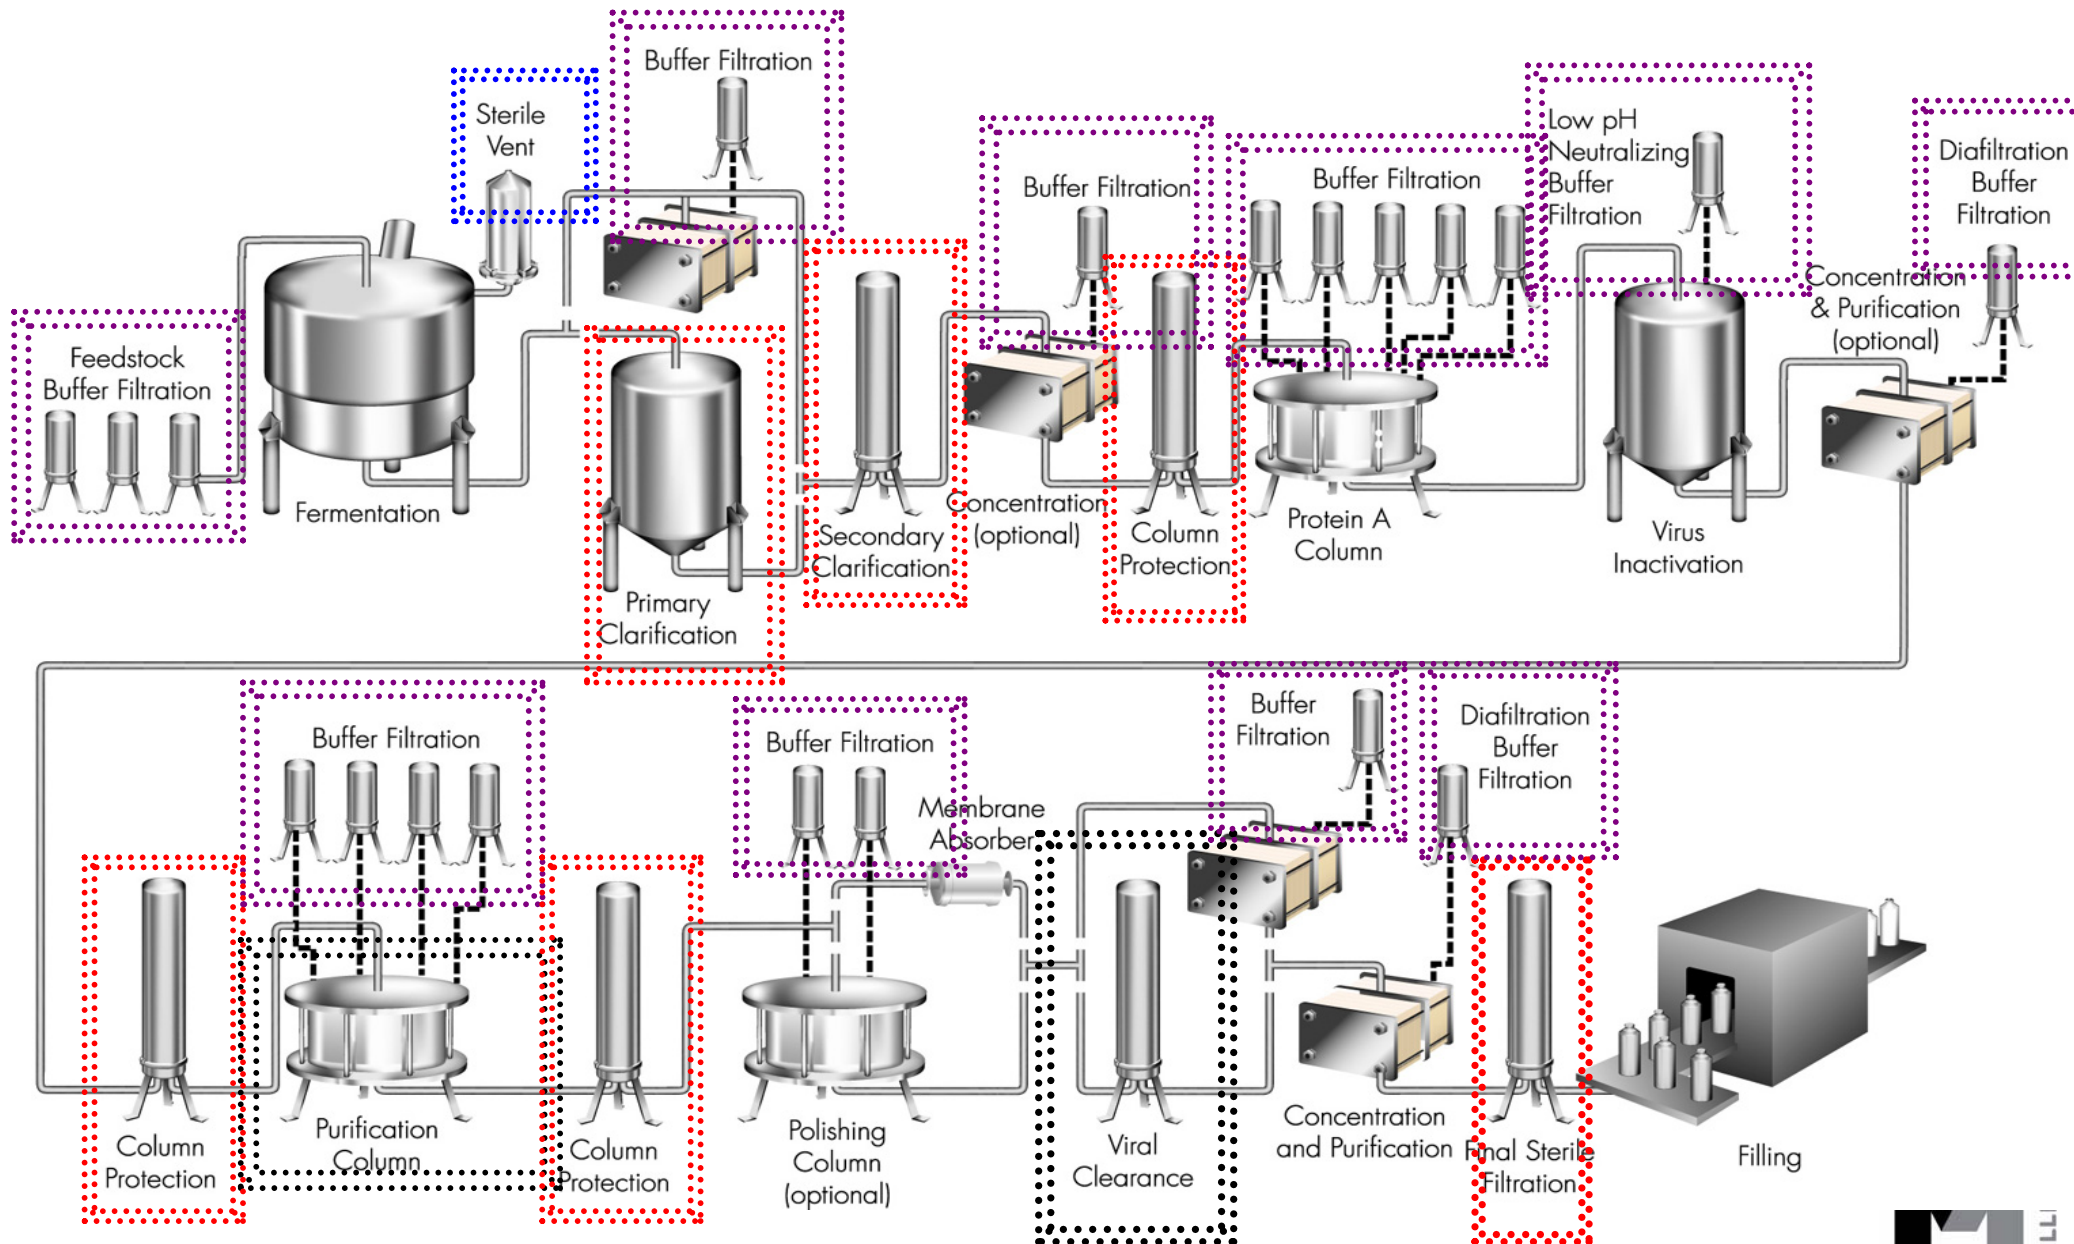 Buffer Filtration
Sterile
Vent
Low pH
Neutralizing
Buffer
Filtration
Diafiltration
Buffer
Filtration
Buffer Filtration
Buffer Filtration
Concentration
& Purification
(optional)
Feedstock
Buffer Filtration
Fermentation
Concentration
(optional)
Secondary
Clarification
Column
Protection
Protein A
Column
Virus
Inactivation
Primary
Clarification
Buffer Filtration
Buffer Filtration
Buffer
Filtration
Diafiltration
Buffer
Filtration
Membrane
Absorber
Column
Protection
Purification
Column
Column
Protection
Polishing
Column
(optional)
Viral
Clearance
Concentration
and Purification
Final Sterile
Filtration
Filling